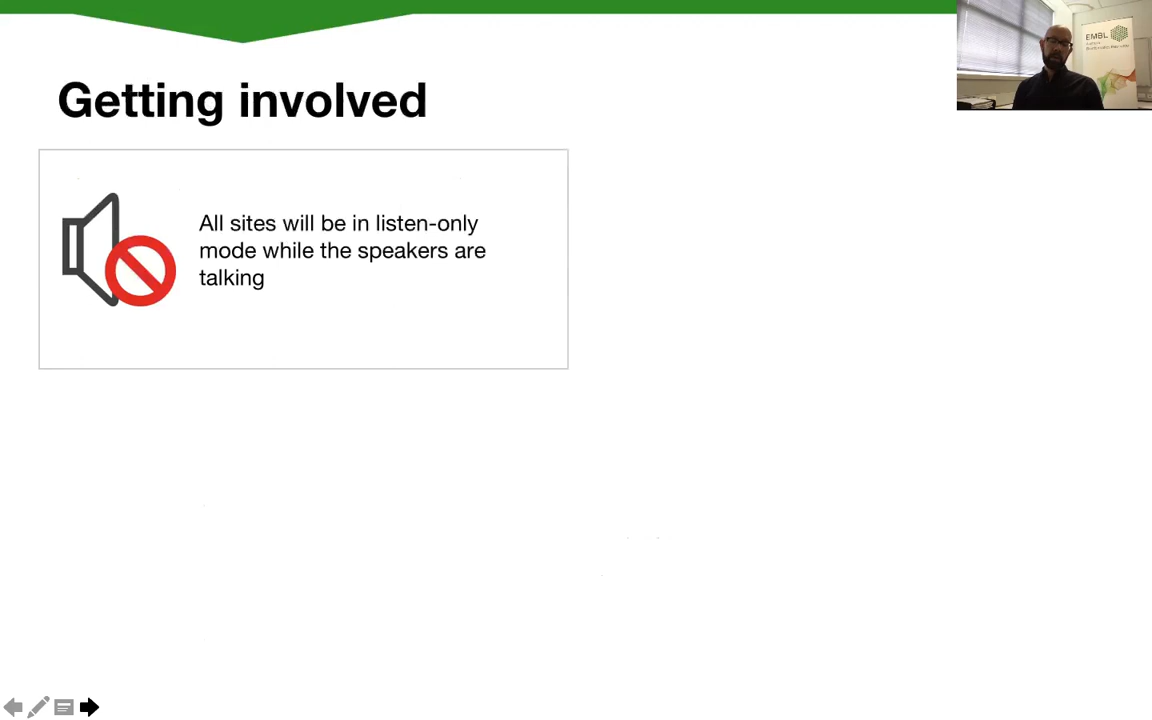 Getting involved
All sites will be in listen-only
mode while the speakers are
talking
EMBL